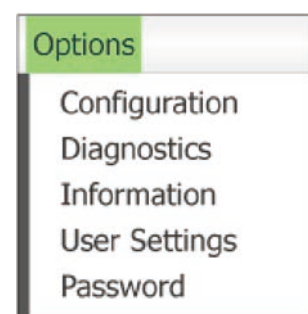 Options
Configuration
Diagnostics
Information
User Settings
Password